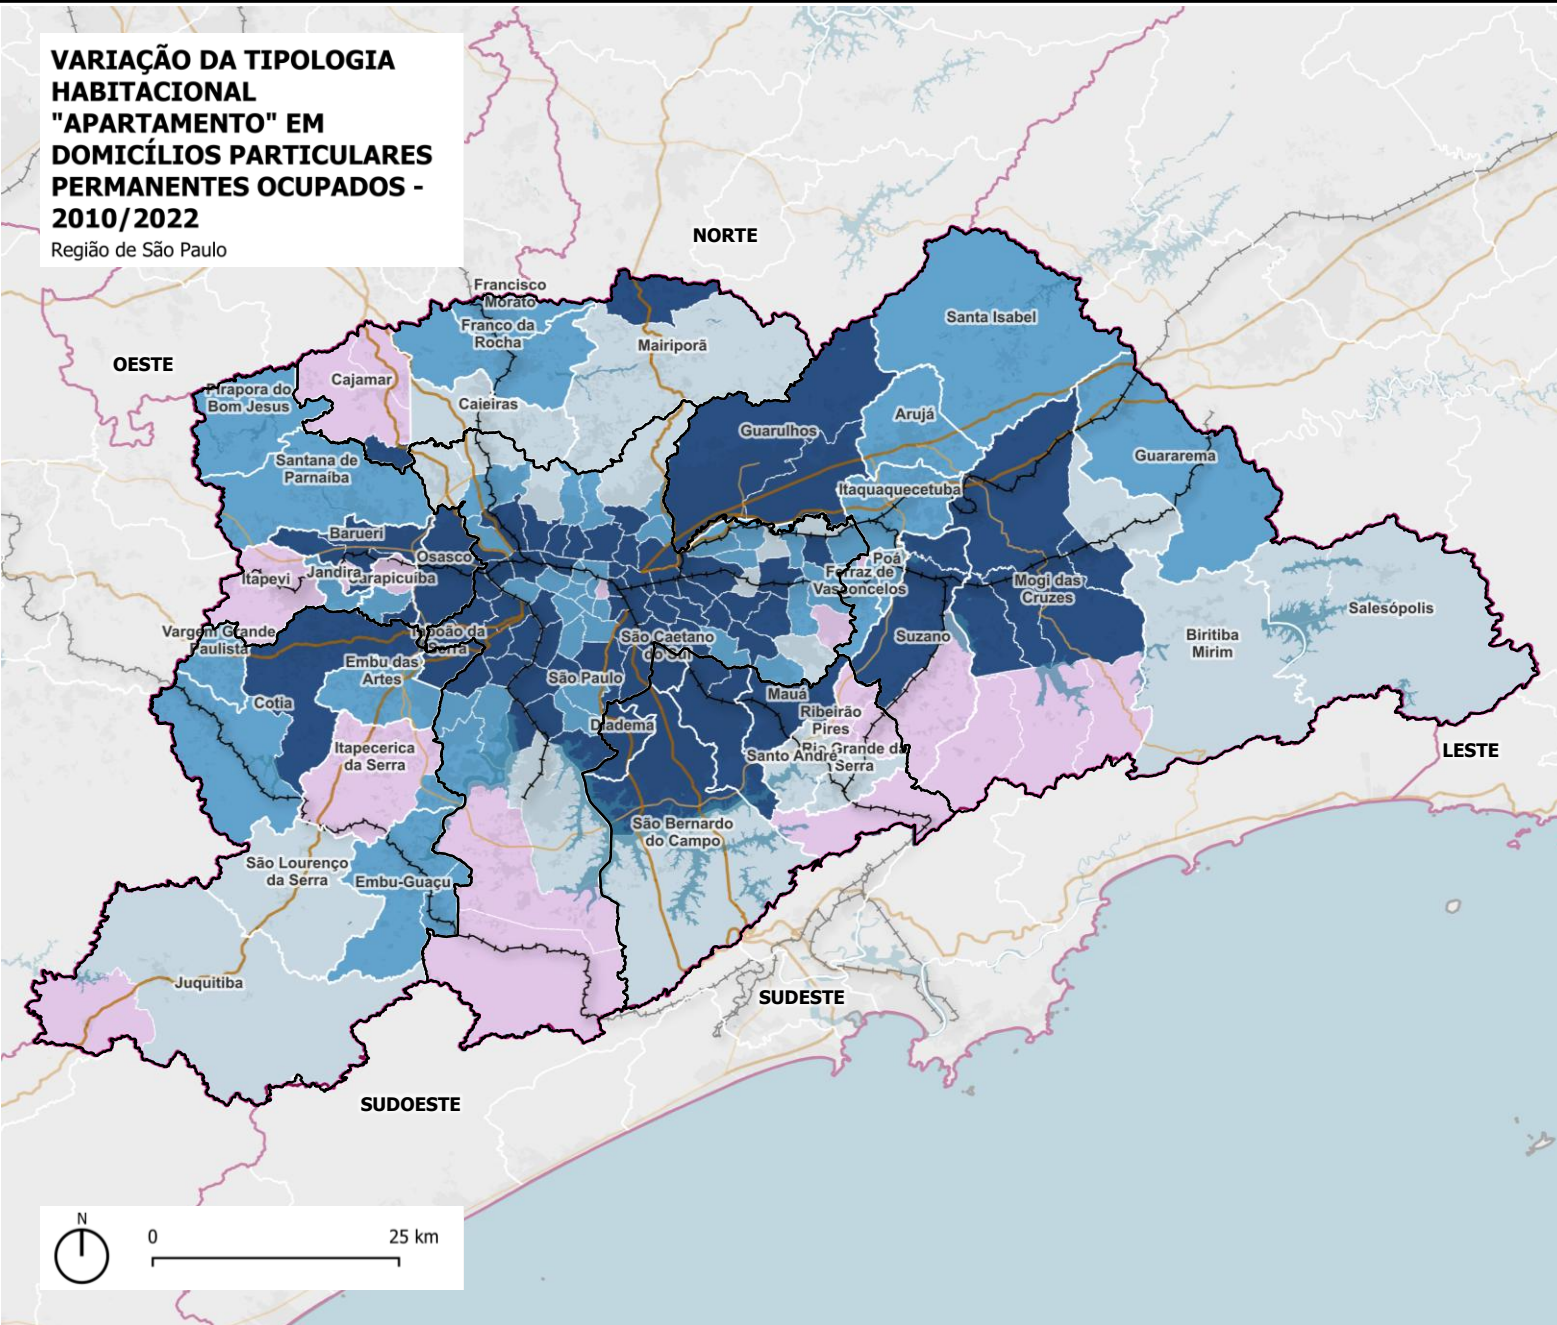 VARIAÇÃO DA TIPOLOGIA
HABITACIONAL
"APARTAMENTO" EM
DOMICÍLIOS PARTICULARES
PERMANENTES OCUPADOS -
2010/2022
Região de São Paulo
NORTE
Francisco
Morato
Franco da
Rocha
Santa Isabel
Mairiporã
OESTE
Cajamar
Pirapora do
Bom Jesus
Caieiras
Arujá
Guarulhos
Santana de
Parnaíba
Guararema
Itaquaquecetuba
Barueri
Osasco
Poá
Itapevi
Jandira
Carapicuíba
Ferraz de
Vasconcelos
Mogi das
Cruzes
Salesópolis
Vargem Grande
Paulista
Taboão da
Serra
São Caetano
do Sul
Suzano
Biritiba
Mirim
Embu das
Artes
São Paulo
Cotia
Mauá
Diadema
Ribeirão
Pires
Itapecerica
da Serra
Santo André
Rio Grande da
Serra
LESTE
São Bernardo
do Campo
São Lourenço
da Serra
Embu-Guaçu
Juquitiba
SUDESTE
SUDOESTE
N
0
25 km